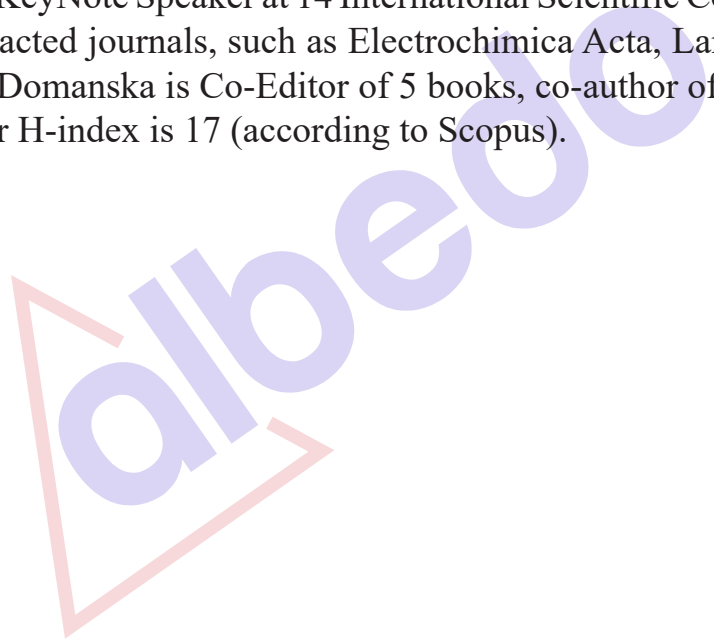 KeyNote Speaker at 14 International Scientific Co
acted journals, such as Electrochimica Acta, La
Domanska is Co-Editor of 5 books, co-author of
r H-index is 17 (according to Scopus).
albedo